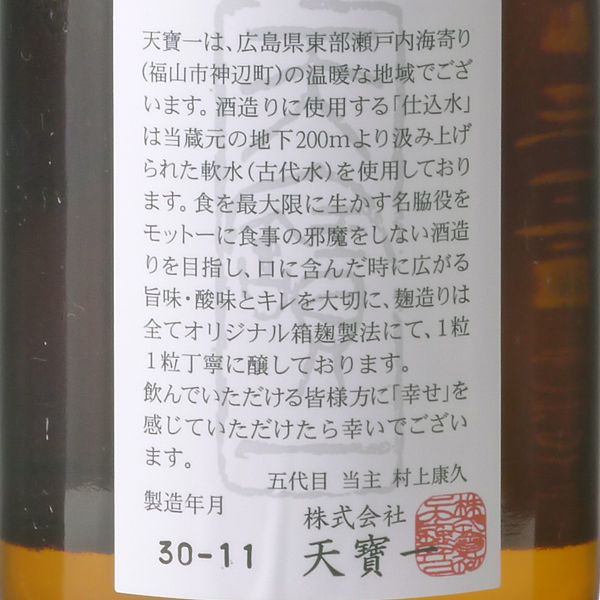 天寶一は、広島県東部瀬戸内海寄り
(福山市神辺町)の温暖な地域でござ
います。酒造りに使用する「仕込水」
は当蔵元の地下200mより汲み上げ
られた軟水(古代水)を使用しており
ます。食を最大限に生かす名脇役を
モットーに食事の邪魔をしない酒造
りを目指し、口に含んだ時に広がる
旨味・酸味とキレを大切に、麹造りは
全てオリジナル箱麹製法にて、1粒
1粒丁寧に醸しております。
飲んでいただける皆様方に「幸せ」を
感じていただけたら幸いでござい
ます。
五代目 当主 村上康久
製造年月
30-11
株式会社
天寶一